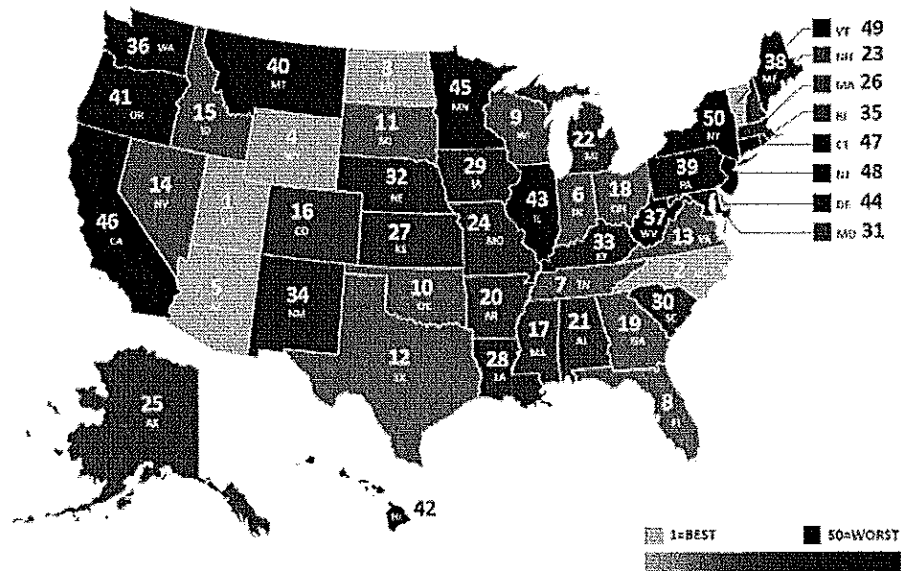 36 WA
40
MT
3
45
MN
9
22
38
ME
VT 49
NH 23
MA 26
RI 35
CT 47
NJ 48
DE 44
MD 31
41
OR
15
ID
4
11
SD
50
NY
39
PA
14
NV
1
32
NE
29
IA
43
IL
6
IN
18
OH
37
WV
13
46
CA
16
CO
27
KS
24
MO
33
KY
5
34
NM
10
OK
20
AR
7 TN
2
30
SC
12
TX
28
LA
17
MS
21
AL
19
GA
8
FL
25
AK
HI 42
1=BEST
50=WORST